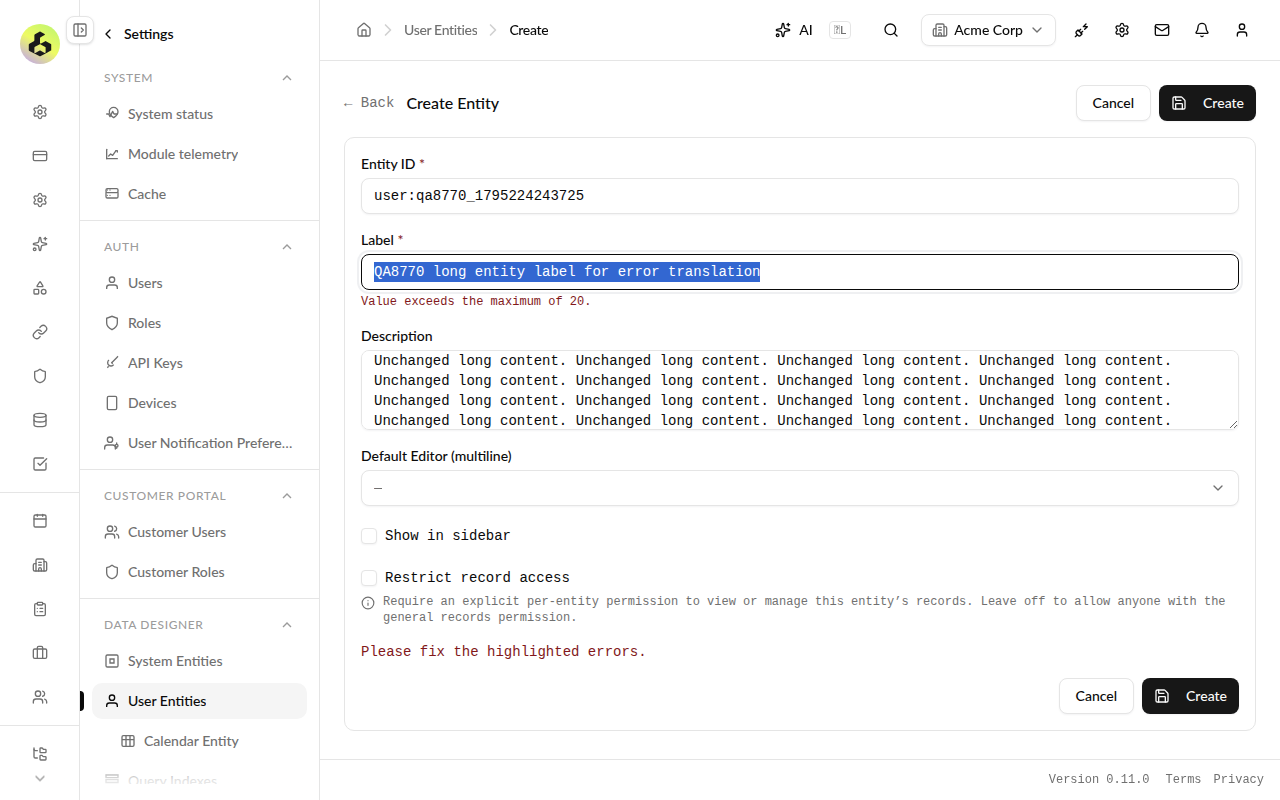 Settings
User Entities
Create
AI
L
Acme Corp
SYSTEM
System status
Module telemetry
Cache
AUTH
Users
Roles
API Keys
Devices
User Notification Prefere...
CUSTOMER PORTAL
Customer Users
Customer Roles
DATA DESIGNER
System Entities
User Entities
Calendar Entity
Query Indexes
← Back
Create Entity
Cancel
Create
Entity ID *
user:qa8770_1795224243725
Label *
QA8770 long entity label for error translation
Value exceeds the maximum of 20.
Description
Unchanged long content. Unchanged long content. Unchanged long content. Unchanged long content.
Unchanged long content. Unchanged long content. Unchanged long content. Unchanged long content.
Unchanged long content. Unchanged long content. Unchanged long content. Unchanged long content.
Unchanged long content. Unchanged long content. Unchanged long content. Unchanged long content.
Default Editor (multiline)
—
Show in sidebar
Restrict record access
Require an explicit per-entity permission to view or manage this entity’s records. Leave off to allow anyone with the
general records permission.
Please fix the highlighted errors.
Cancel
Create
Version 0.11.0
Terms
Privacy